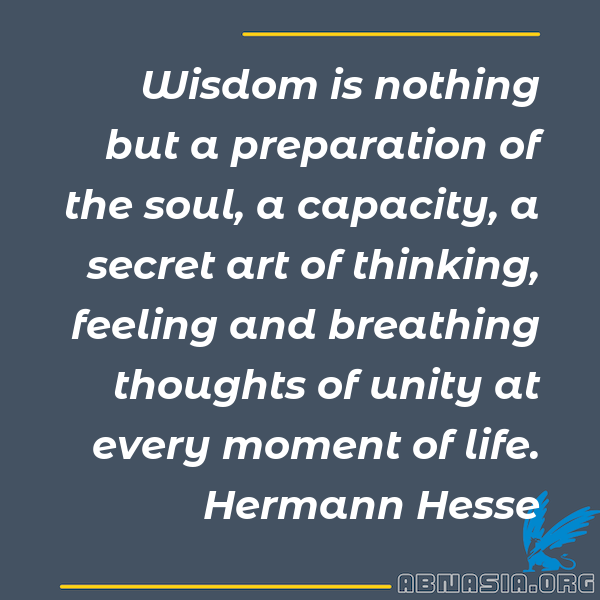 Wisdom is nothing
but a preparation of
the soul, a capacity, a
secret art of thinking,
feeling and breathing
thoughts of unity at
every moment of life.
Hermann Hesse
ABNASIA.ORG